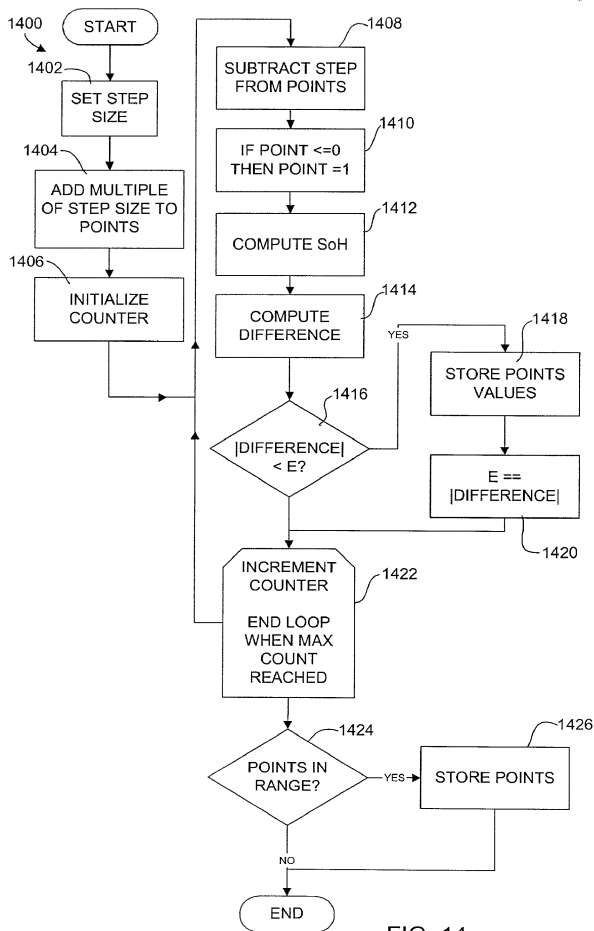 1400
START
1402
SET STEP
SIZE
1404
ADD MULTIPLE
OF STEP SIZE TO
POINTS
1406
INITIALIZE
COUNTER
1408
SUBTRACT STEP
FROM POINTS
1410
IF POINT <=0
THEN POINT =1
1412
COMPUTE SoH
1414
COMPUTE
DIFFERENCE
1416
|DIFFERENCE|
< E?
YES
1418
STORE POINTS
VALUES
E ==
|DIFFERENCE|
1420
INCREMENT
COUNTER
END LOOP
WHEN MAX
COUNT
REACHED
1422
1424
POINTS IN
RANGE?
YES
1426
STORE POINTS
NO
END
FIG. 14